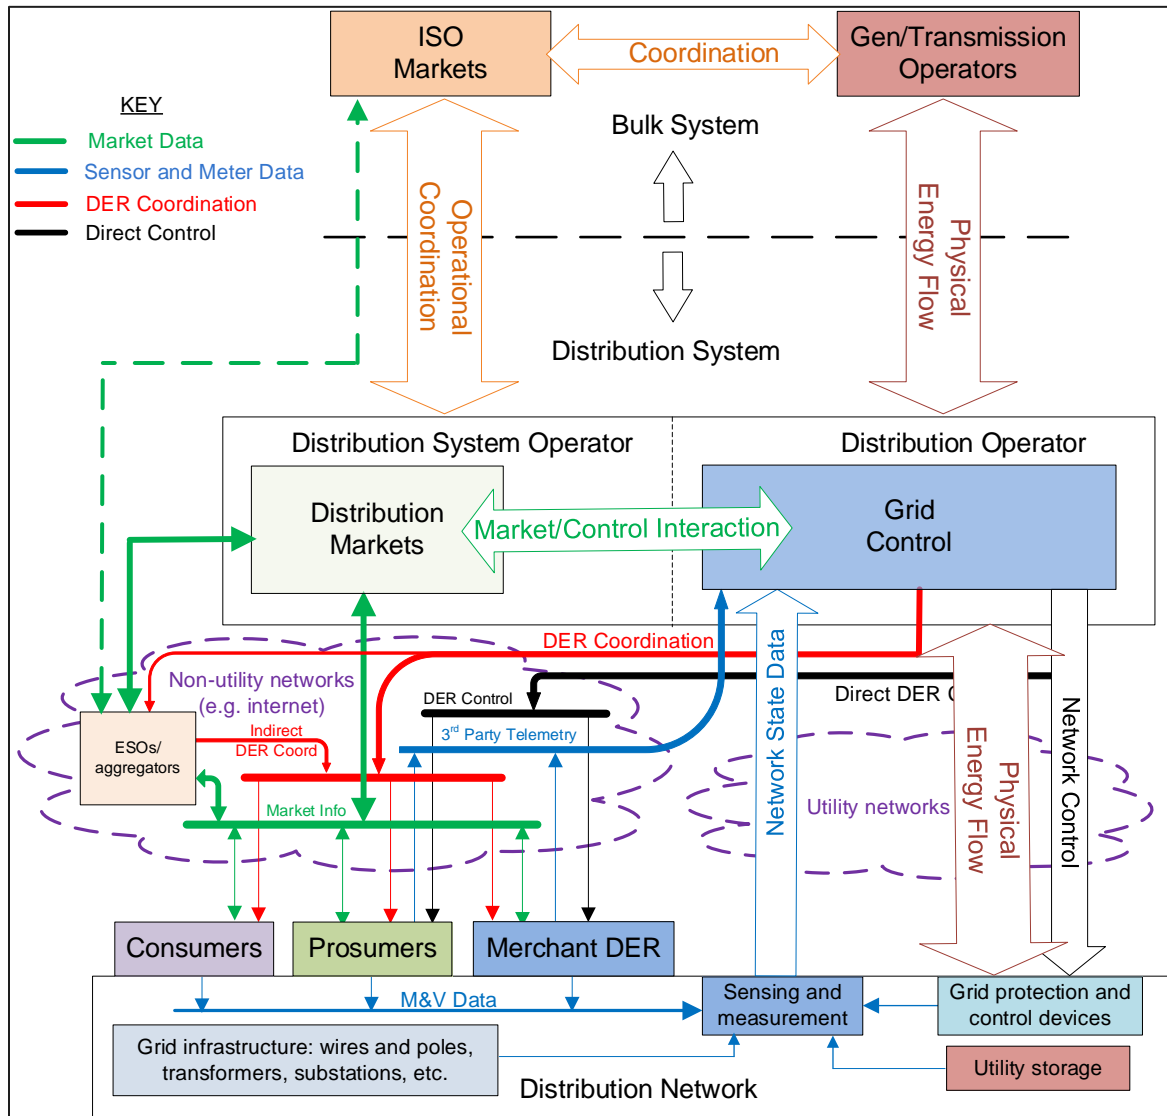 ISO
Markets
Coordination
Gen/Transmission
Operators
KEY
Market Data
Sensor and Meter Data
DER Coordination
Direct Control
Bulk System
Operational
Coordination
Physical
Energy Flow
Distribution System
Distribution System Operator
Distribution Operator
Distribution
Markets
Market/Control Interaction
Grid
Control
DER Coordination
Non-utility networks
(e.g. internet)
DER Control
Direct DER
3rd Party Telemetry
Network State Data
Network Control
ESOs/
aggregators
Indirect
DER Coord
Market Info
Utility networks
Physical
Energy Flow
Consumers
Prosumers
Merchant DER
M&V Data
Sensing and
measurement
Grid protection and
control devices
Grid infrastructure: wires and poles,
transformers, substations, etc.
Utility storage
Distribution Network